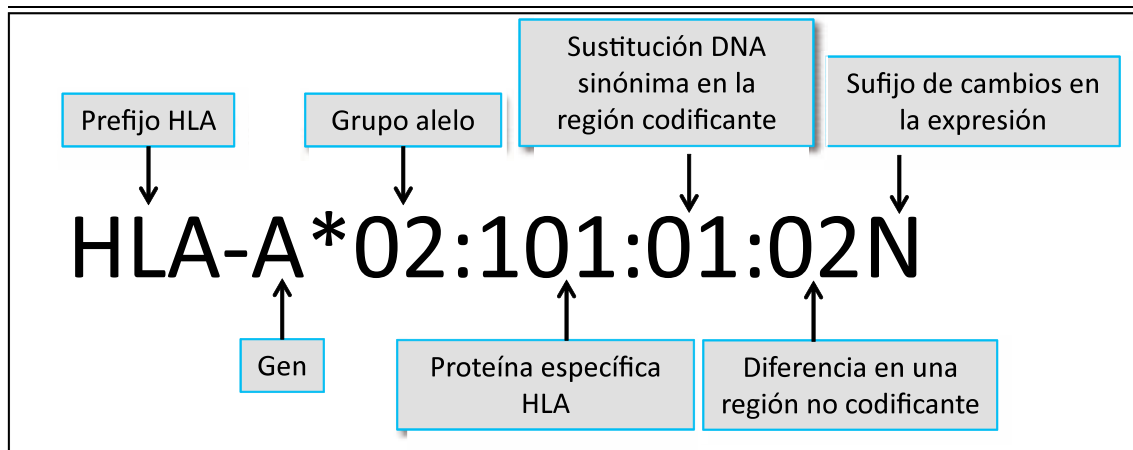 Prefijo HLA
Grupo alelo
Sustitución DNA
sinónima en la
región codificante
Sufijo de cambios en
la expresión
HLA-A*02:101:01:02N
Gen
Proteína específica
HLA
Diferencia en una
región no codificante